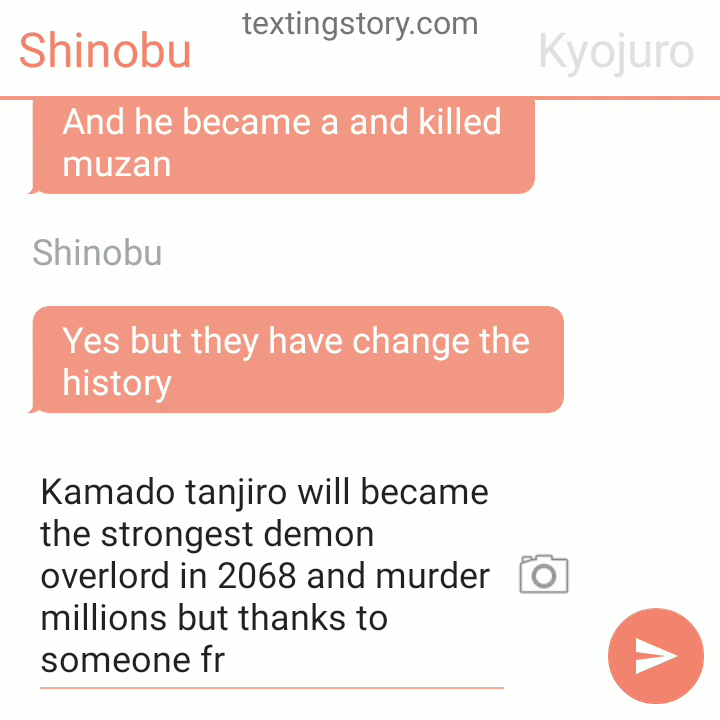 textingstory.com
Shinobu
Kyojuro
And he became a and killed
muzan
Shinobu
Yes but they have change the
history
Kamado tanjiro will became
the strongest demon
overlord in 2068 and murder
millions but thanks to
someone fr